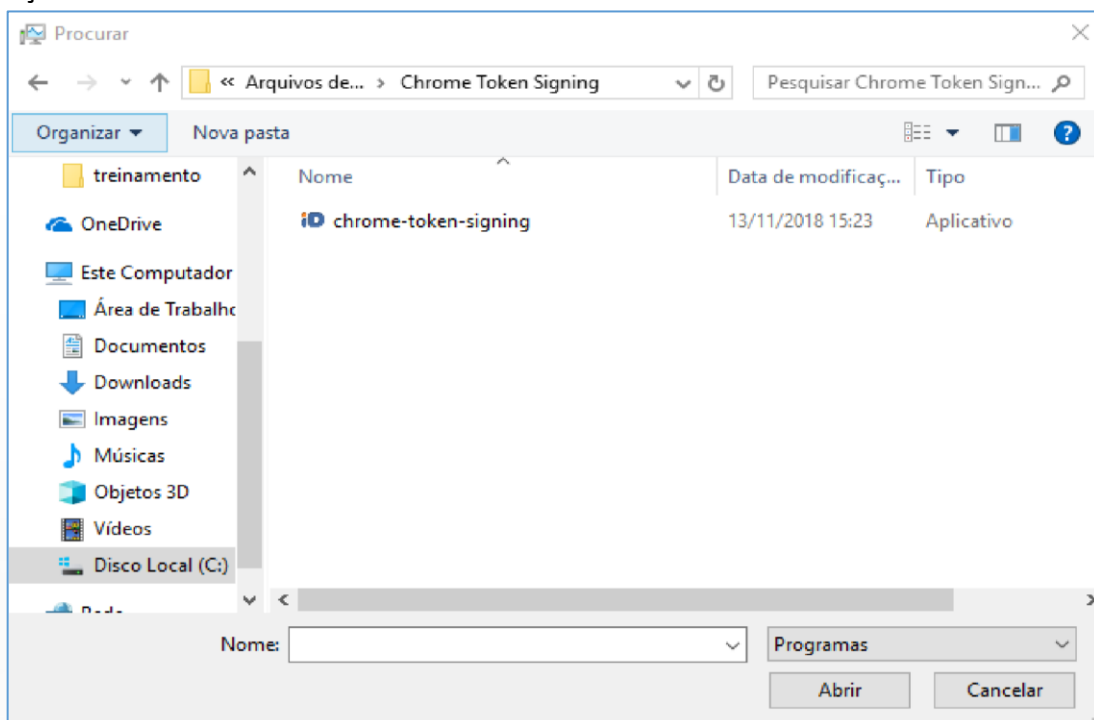 Procurar
« Arquivos de... > Chrome Token Signing
Pesquisar Chrome Token Sign...
Organizar
Nova pasta
?
treinamento
Nome
Data de modificaç...
Tipo
OneDrive
iD chrome-token-signing
13/11/2018 15:23
Aplicativo
Este Computador
Área de Trabalho
Documentos
Downloads
Imagens
Músicas
Objetos 3D
Vídeos
Disco Local (C:)
Nome:
Programas
Abrir
Cancelar